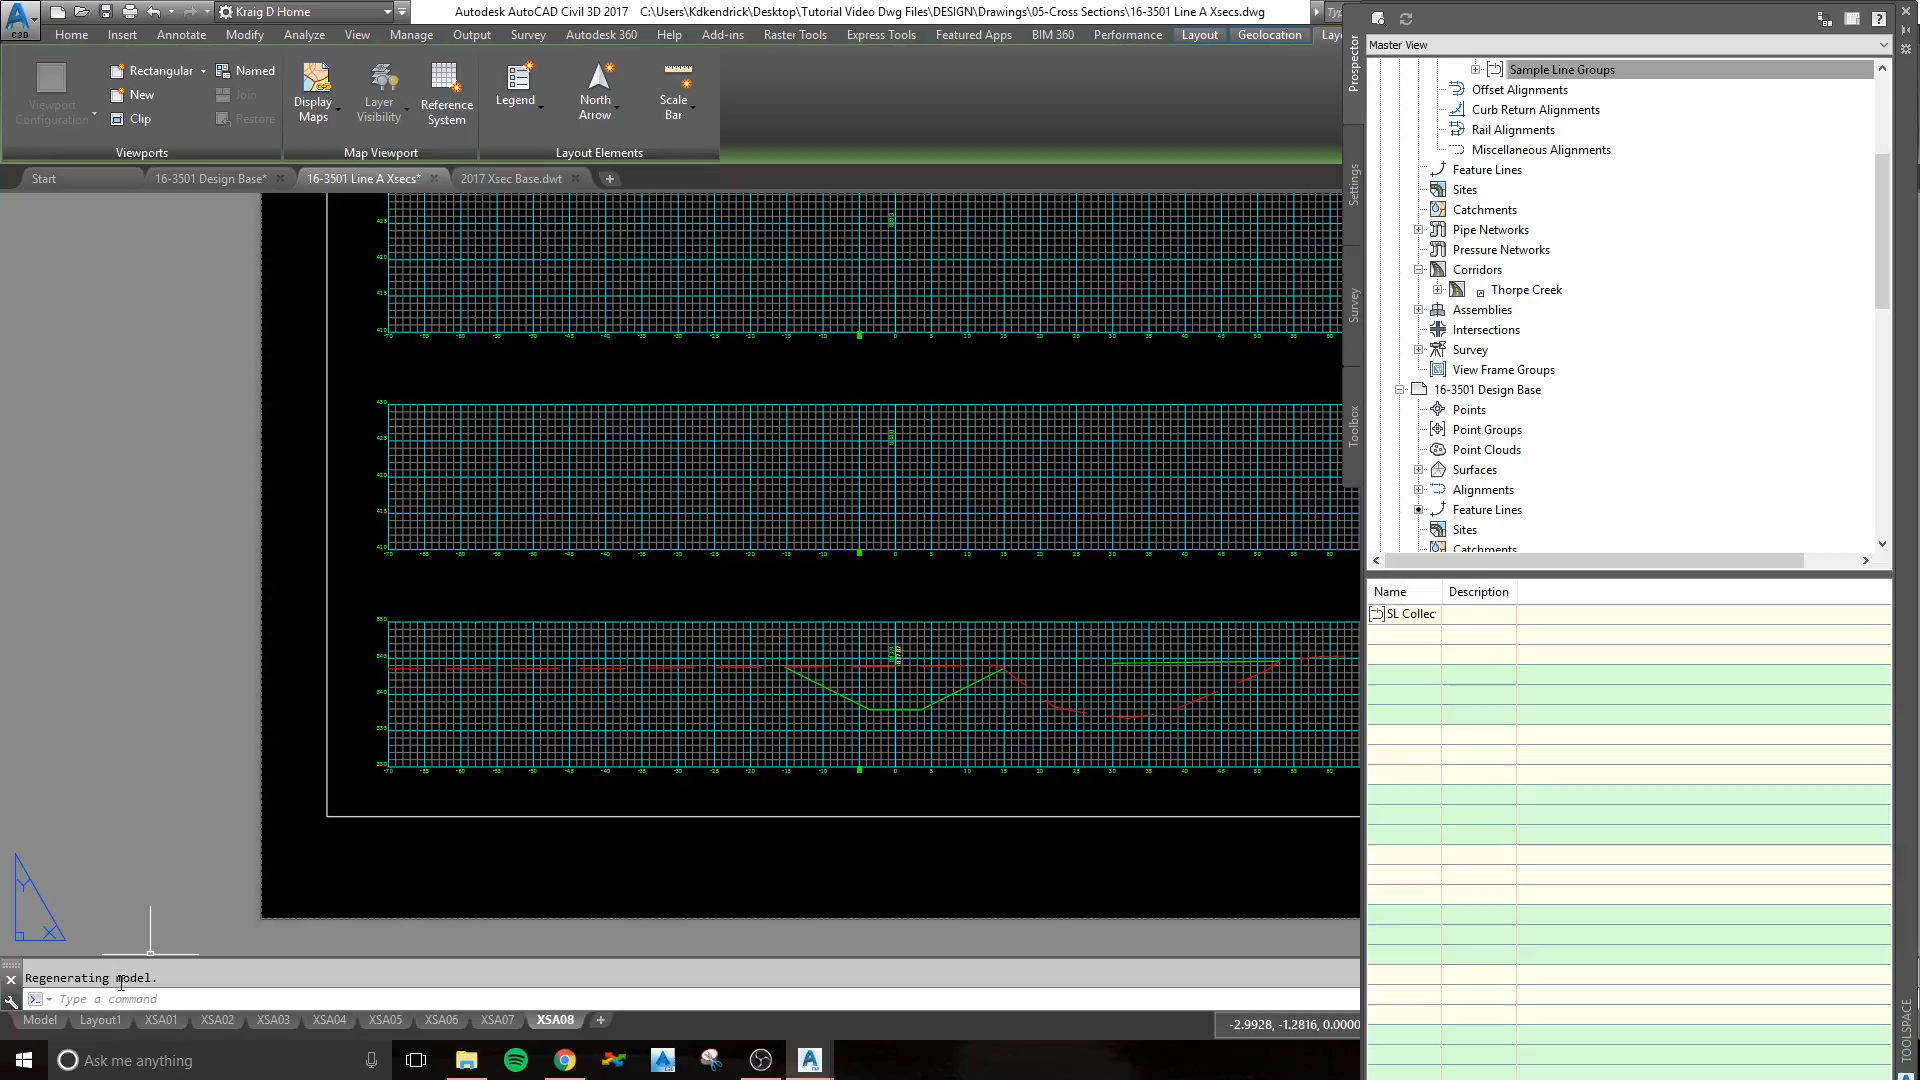 Kraig D Home
Autodesk AutoCAD Civil 3D 2017 C:\Users\Kdkendrick\Desktop\Tutorial Video Dwg Files\DESIGN\Drawings\05-Cross Sections\16-3501 Line A Xsecs.dwg
C3D
Home Insert Annotate Modify Analyze View Manage Output Survey Autodesk 360 Help Add-ins Raster Tools Express Tools Featured Apps BIM 360 Performance Layout Geolocation
Viewport Configuration
Rectangular
New
Clip
Named
Join
Restore
Display Maps
Layer Visibility
Reference System
Legend
North Arrow
Scale Bar
Viewports
Map Viewport
Layout Elements
Start
16-3501 Design Base*
16-3501 Line A Xsecs*
2017 Xsec Base.dwt
Master View
Prospector
Settings
Survey
Toolbox
Sample Line Groups
Offset Alignments
Curb Return Alignments
Rail Alignments
Miscellaneous Alignments
Feature Lines
Sites
Catchments
Pipe Networks
Pressure Networks
Corridors
Thorpe Creek
Assemblies
Intersections
Survey
View Frame Groups
16-3501 Design Base
Points
Point Groups
Point Clouds
Surfaces
Alignments
Feature Lines
Sites
Catchments
Name Description
SL Collec
TOOLSPACE
Regenerating model.
Type a command
Model Layout1 XSA01 XSA02 XSA03 XSA04 XSA05 XSA06 XSA07 XSA08
-2.9928, -1.2816, 0.0000
Ask me anything